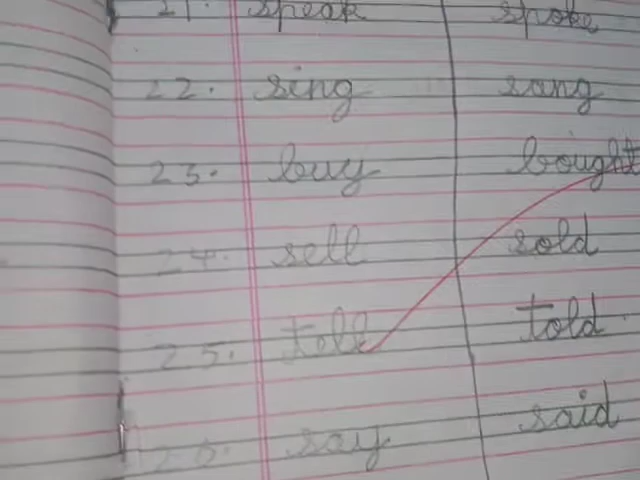 21. speak spoke
22. sing sang
23. buy bought
24. sell sold
25. tell told
26. say said